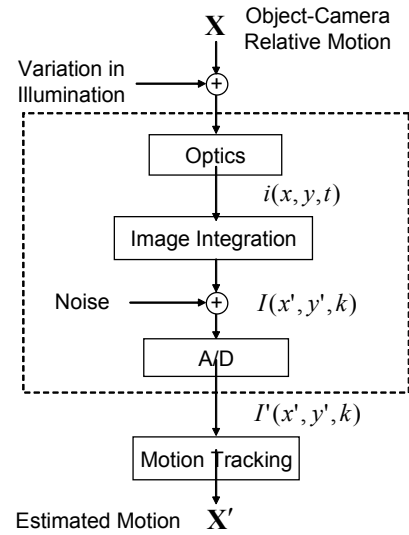 X Object-Camera
Relative Motion
Variation in
Illumination
+
Optics
i(x, y, t)
Image Integration
Noise
+
I(x', y', k)
A/D
I'(x', y', k)
Motion Tracking
Estimated Motion X′